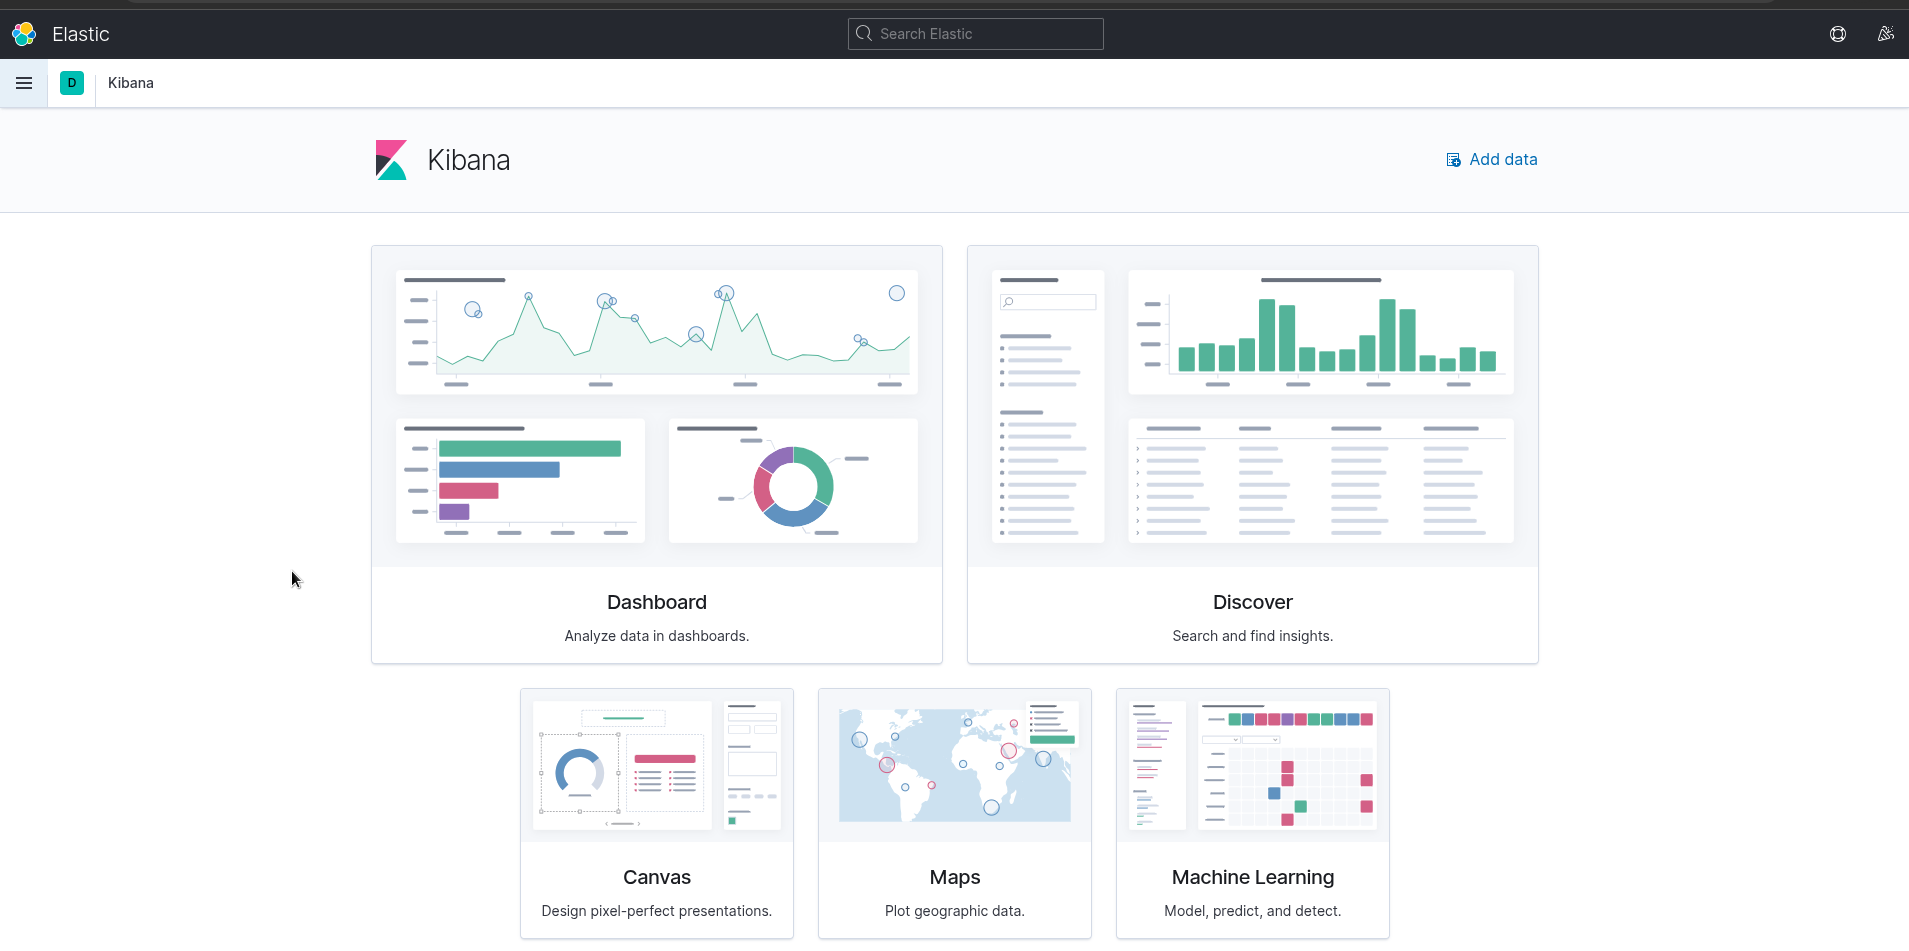 Elastic
Search Elastic
D
Kibana
Kibana
Add data
Dashboard
Analyze data in dashboards.
Discover
Search and find insights.
Canvas
Design pixel-perfect presentations.
Maps
Plot geographic data.
Machine Learning
Model, predict, and detect.